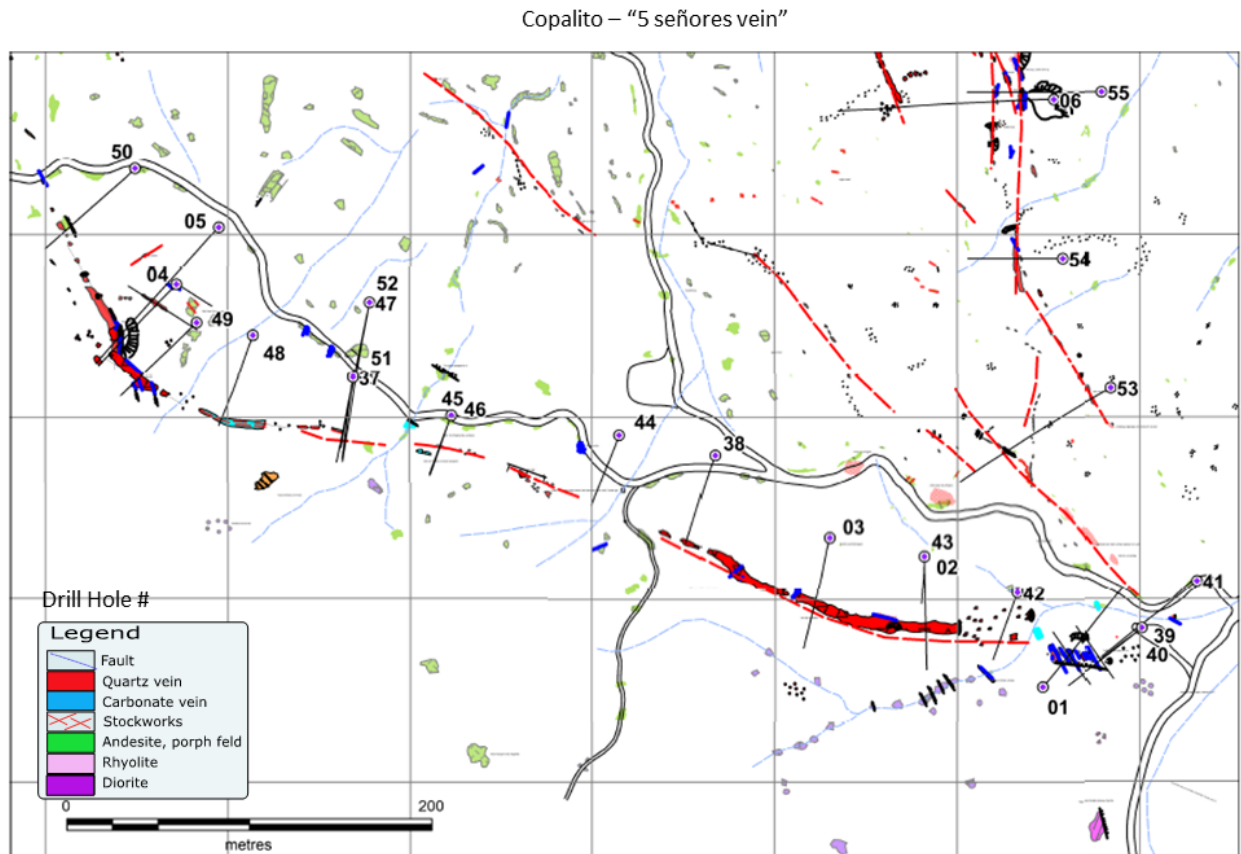 Copalito – “5 señores vein”
55
06
50
05
54
04
52
47
49
48
51
37
53
45
46
44
38
03
43
02
42
41
39
40
01
Drill Hole #
Legend
Fault
Quartz vein
Carbonate vein
Stockworks
Andesite, porph feld
Rhyolite
Diorite
0
200
metres